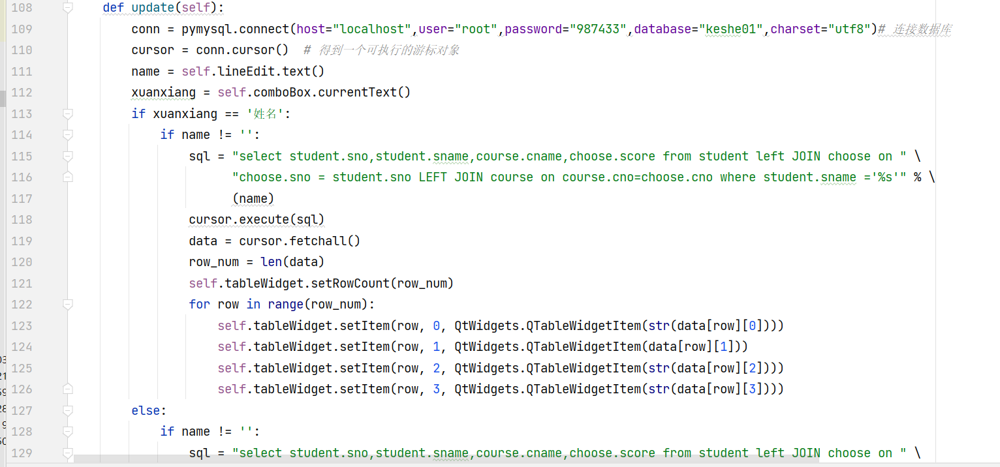 108 def update(self):
109 conn = pymysql.connect(host="localhost",user="root",password="987433",database="keshe01",charset="utf8")# 连接数据库
110 cursor = conn.cursor()  # 得到一个可执行的游标对象
111 name = self.lineEdit.text()
112 xuanxiang = self.comboBox.currentText()
113 if xuanxiang == '姓名':
114 if name != '':
115 sql = "select student.sno,student.sname,course.cname,choose.score from student left JOIN choose on " \
116 "choose.sno = student.sno LEFT JOIN course on course.cno=choose.cno where student.sname ='%s'" % \
117 (name)
118 cursor.execute(sql)
119 data = cursor.fetchall()
120 row_num = len(data)
121 self.tableWidget.setRowCount(row_num)
122 for row in range(row_num):
123 self.tableWidget.setItem(row, 0, QtWidgets.QTableWidgetItem(str(data[row][0])))
124 self.tableWidget.setItem(row, 1, QtWidgets.QTableWidgetItem(data[row][1]))
125 self.tableWidget.setItem(row, 2, QtWidgets.QTableWidgetItem(str(data[row][2])))
126 self.tableWidget.setItem(row, 3, QtWidgets.QTableWidgetItem(str(data[row][3])))
127 else:
128 if name != '':
129 sql = "select student.sno,student.sname,course.cname,choose.score from student left JOIN choose on " \